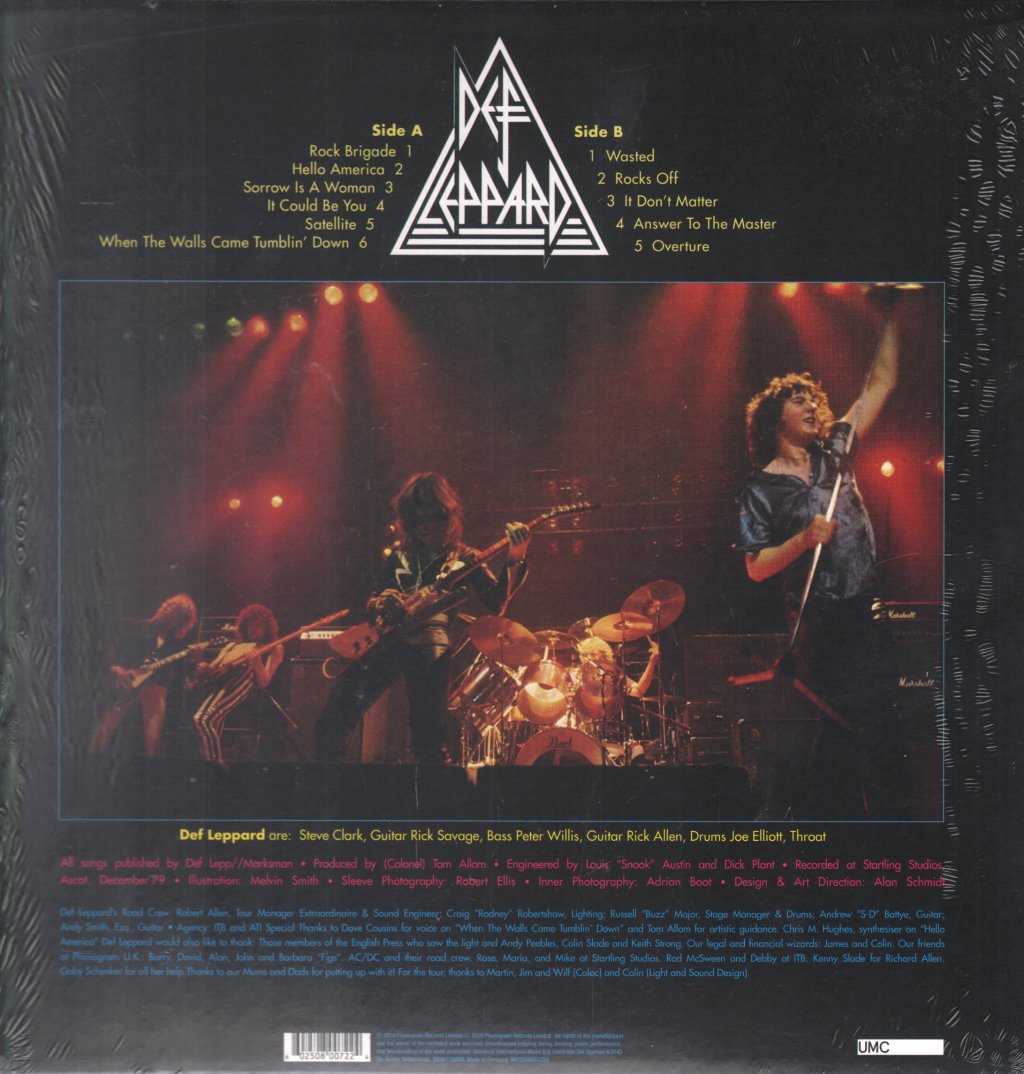 DEF
LEPPARD
Side A
Rock Brigade 1
Hello America 2
Sorrow Is A Woman 3
It Could Be You 4
Satellite 5
When The Walls Came Tumblin' Down 6
Side B
1 Wasted
2 Rocks Off
3 It Don't Matter
4 Answer To The Master
5 Overture
Marshall
Marshall
Def Leppard are: Steve Clark, Guitar Rick Savage, Bass Peter Willis, Guitar Rick Allen, Drums Joe Elliott, Throat
All songs published by Def Lepp//Marksman • Produced by (Colonel) Tom Allom • Engineered by Louis "Snook" Austin and Dick Plant • Recorded at Startling Studios,
Ascot, December'79 • Illustration: Melvin Smith • Sleeve Photography: Robert Ellis • Inner Photography: Adrian Boot • Design & Art Direction: Alan Schmidt
Def Leppard's Road Crew: Robert Allen, Tour Manager Extraordinaire & Sound Engineer; Craig "Rodney" Robertshaw, Lighting; Russell "Buzz" Major, Stage Manager & Drums; Andrew "S-D" Battye, Guitar;
Andy Smith, Esq., Guitar • Agency: ITB and ATI Special Thanks to Dave Cousins for voice on "When The Walls Came Tumblin' Down" and Tom Allom for artistic guidance. Chris M. Hughes, synthesiser on "Hello
America" Def Leppard would also like to thank: Those members of the English Press who saw the light and Andy Peebles, Colin Slade and Keith Strong. Our legal and financial wizards: James and Colin. Our friends
at Phonogram U.K.: Barry, David, Alan, John and Barbara "Figs". AC/DC and their road crew, Rose, Maria, and Mike at Startling Studios. Rod McSween and Debby at ITB. Kenny Slade for Richard Allen.
Gaby Schenker for all her help.Thanks to our Mums and Dads for putting up with it! For the tour, thanks to Martin, Jim and Wilf (Colac) and Colin (Light and Sound Design).
6 02508 00722 4
UMC